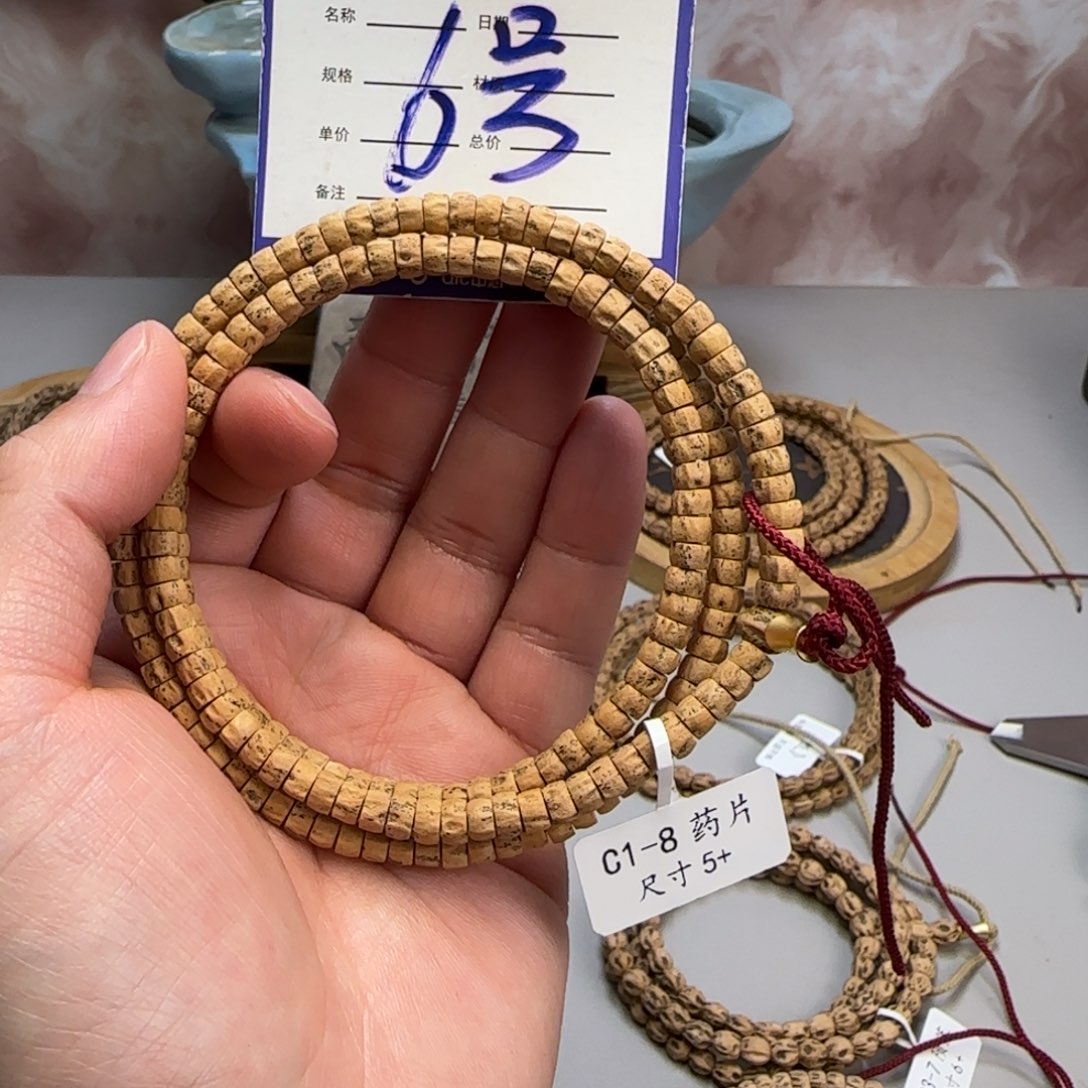 名称 日期
规格 材
单价 总价
备注
6号
C1-8 药片
尺寸 5+